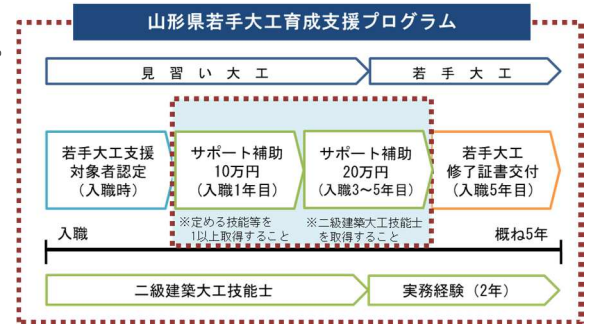 山形県若手大工育成支援プログラム
見習い大工
若手大工
若手大工支援
対象者認定
(入職時)
サポート補助
10万円
(入職1年目)
サポート補助
20万円
(入職3~5年目)
若手大工
修了証書交付
(入職5年目)
※定める技能等を
1以上取得すること
※二級建築大工技能士
を取得すること
入職
概ね5年
二級建築大工技能士
実務経験(2年)